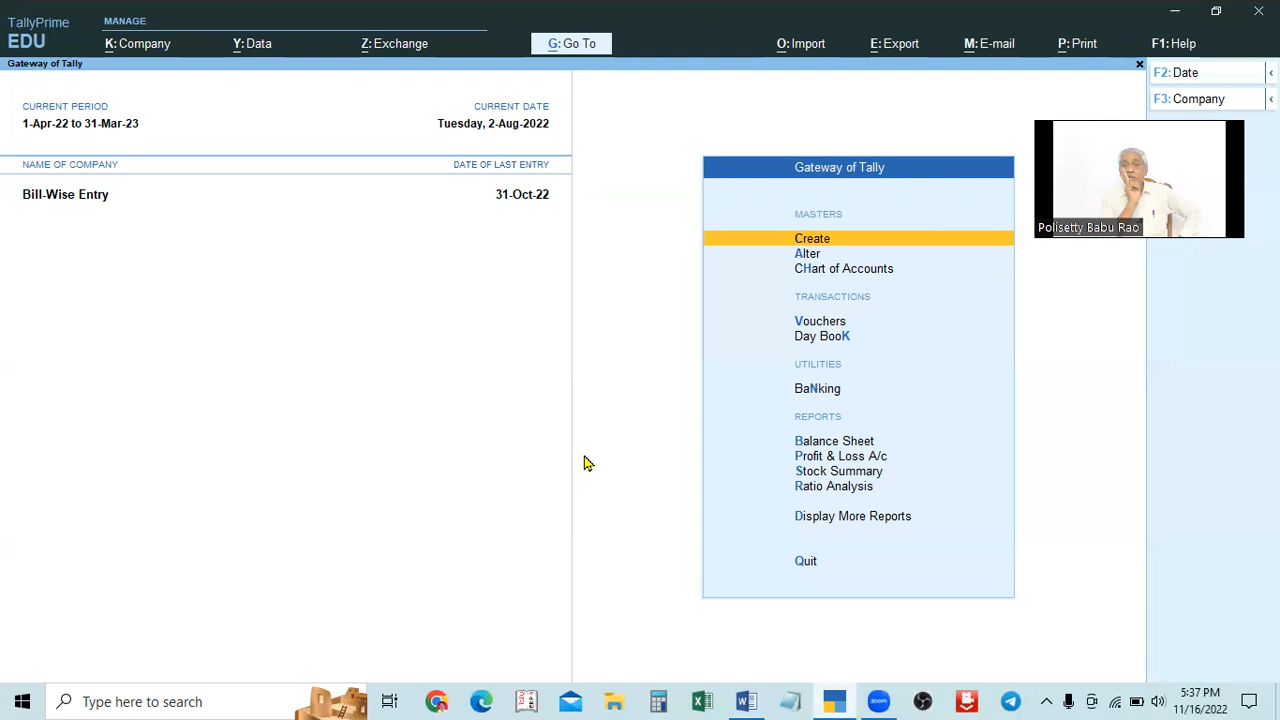 TallyPrime
EDU
MANAGE
K: Company
Y: Data
Z: Exchange
G: Go To
O: Import
E: Export
M: E-mail
P: Print
F1: Help
Gateway of Tally
F2: Date
F3: Company
CURRENT PERIOD
CURRENT DATE
1-Apr-22 to 31-Mar-23
Tuesday, 2-Aug-2022
NAME OF COMPANY
DATE OF LAST ENTRY
Bill-Wise Entry
31-Oct-22
Gateway of Tally
MASTERS
Create
Alter
CHart of Accounts
TRANSACTIONS
Vouchers
Day BooK
UTILITIES
BaNking
REPORTS
Balance Sheet
Profit & Loss A/c
Stock Summary
Ratio Analysis
Display More Reports
Quit
Polisetty Babu Rao
Type here to search
zoom
5:37 PM
11/16/2022